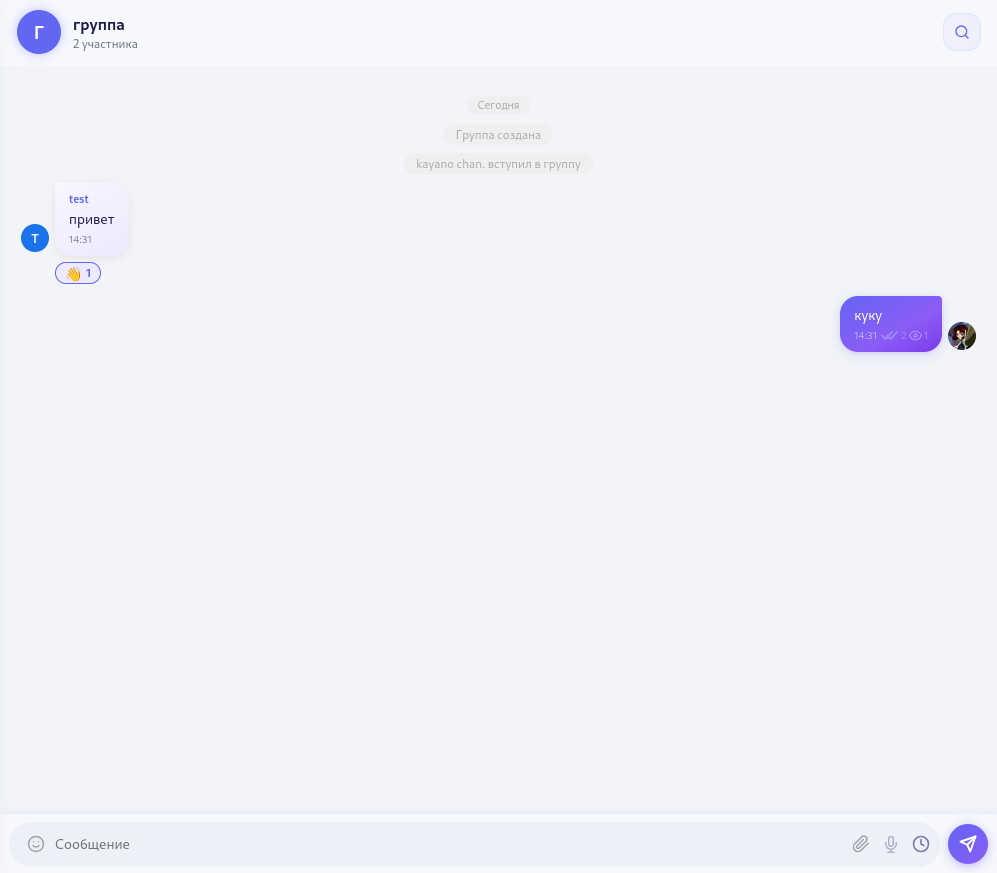 Г
группа
2 участника
Сегодня
Группа создана
kayano chan. вступил в группу
test
привет
14:31
T
👋 1
куку
14:31 2 1
Сообщение